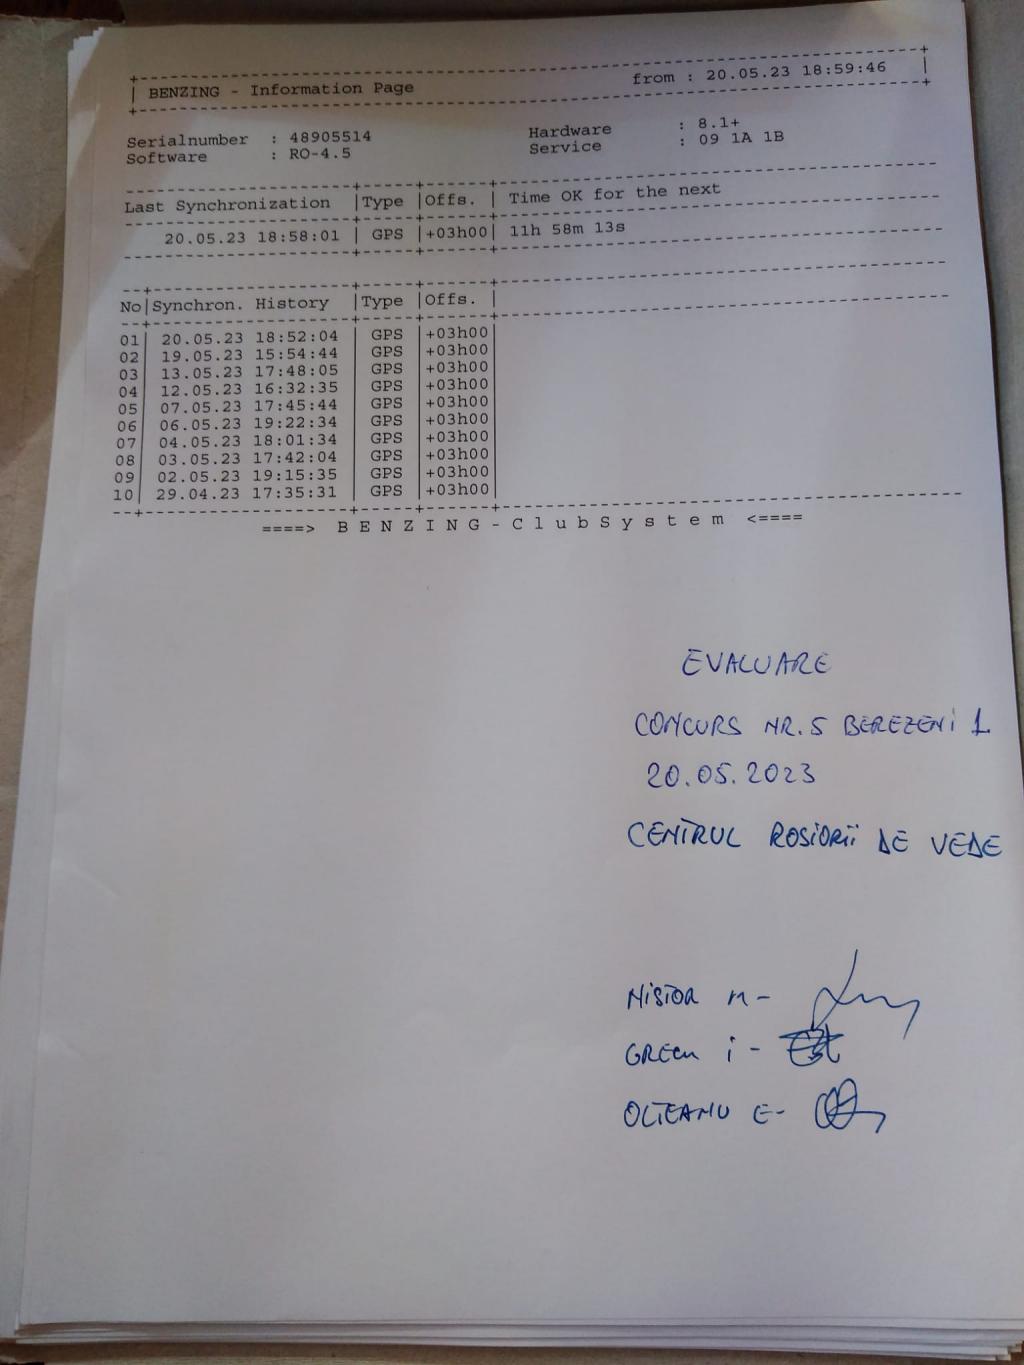 BENZING - Information Page from : 20.05.23 18:59:46
Serialnumber : 48905514 Hardware : 8.1+
Software : RO-4.5 Service : 09 1A 1B
Last Synchronization |Type |Offs. | Time OK for the next
20.05.23 18:58:01 | GPS |+03h00| 11h 58m 13s
No|Synchron. History |Type |Offs. |
01| 20.05.23 18:52:04 | GPS |+03h00|
02| 19.05.23 15:54:44 | GPS |+03h00|
03| 13.05.23 17:48:05 | GPS |+03h00|
04| 12.05.23 16:32:35 | GPS |+03h00|
05| 07.05.23 17:45:44 | GPS |+03h00|
06| 06.05.23 19:22:34 | GPS |+03h00|
07| 04.05.23 18:01:34 | GPS |+03h00|
08| 03.05.23 17:42:04 | GPS |+03h00|
09| 02.05.23 19:15:35 | GPS |+03h00|
10| 29.04.23 17:35:31 | GPS |+03h00|
====> B E N Z I N G - C l u b S y s t e m <====
EVALUARE
CONCURS NR. 5 BEREZENI 1
20.05.2023
CENTRUL ROSIORII DE VEDE
NISTOR n -
GRECU i -
OLTEANU E -